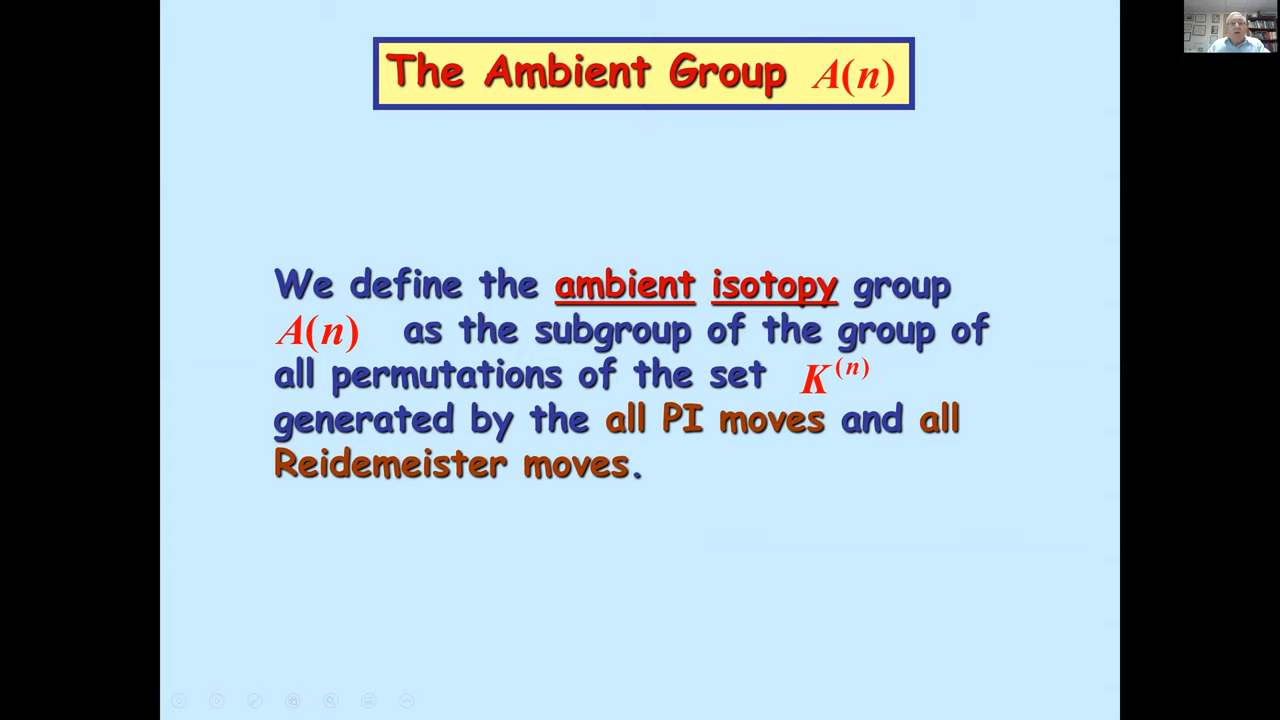 The Ambient Group A(n)
We define the ambient isotopy group
A(n) as the subgroup of the group of
all permutations of the set K^(n)
generated by the all PI moves and all
Reidemeister moves.